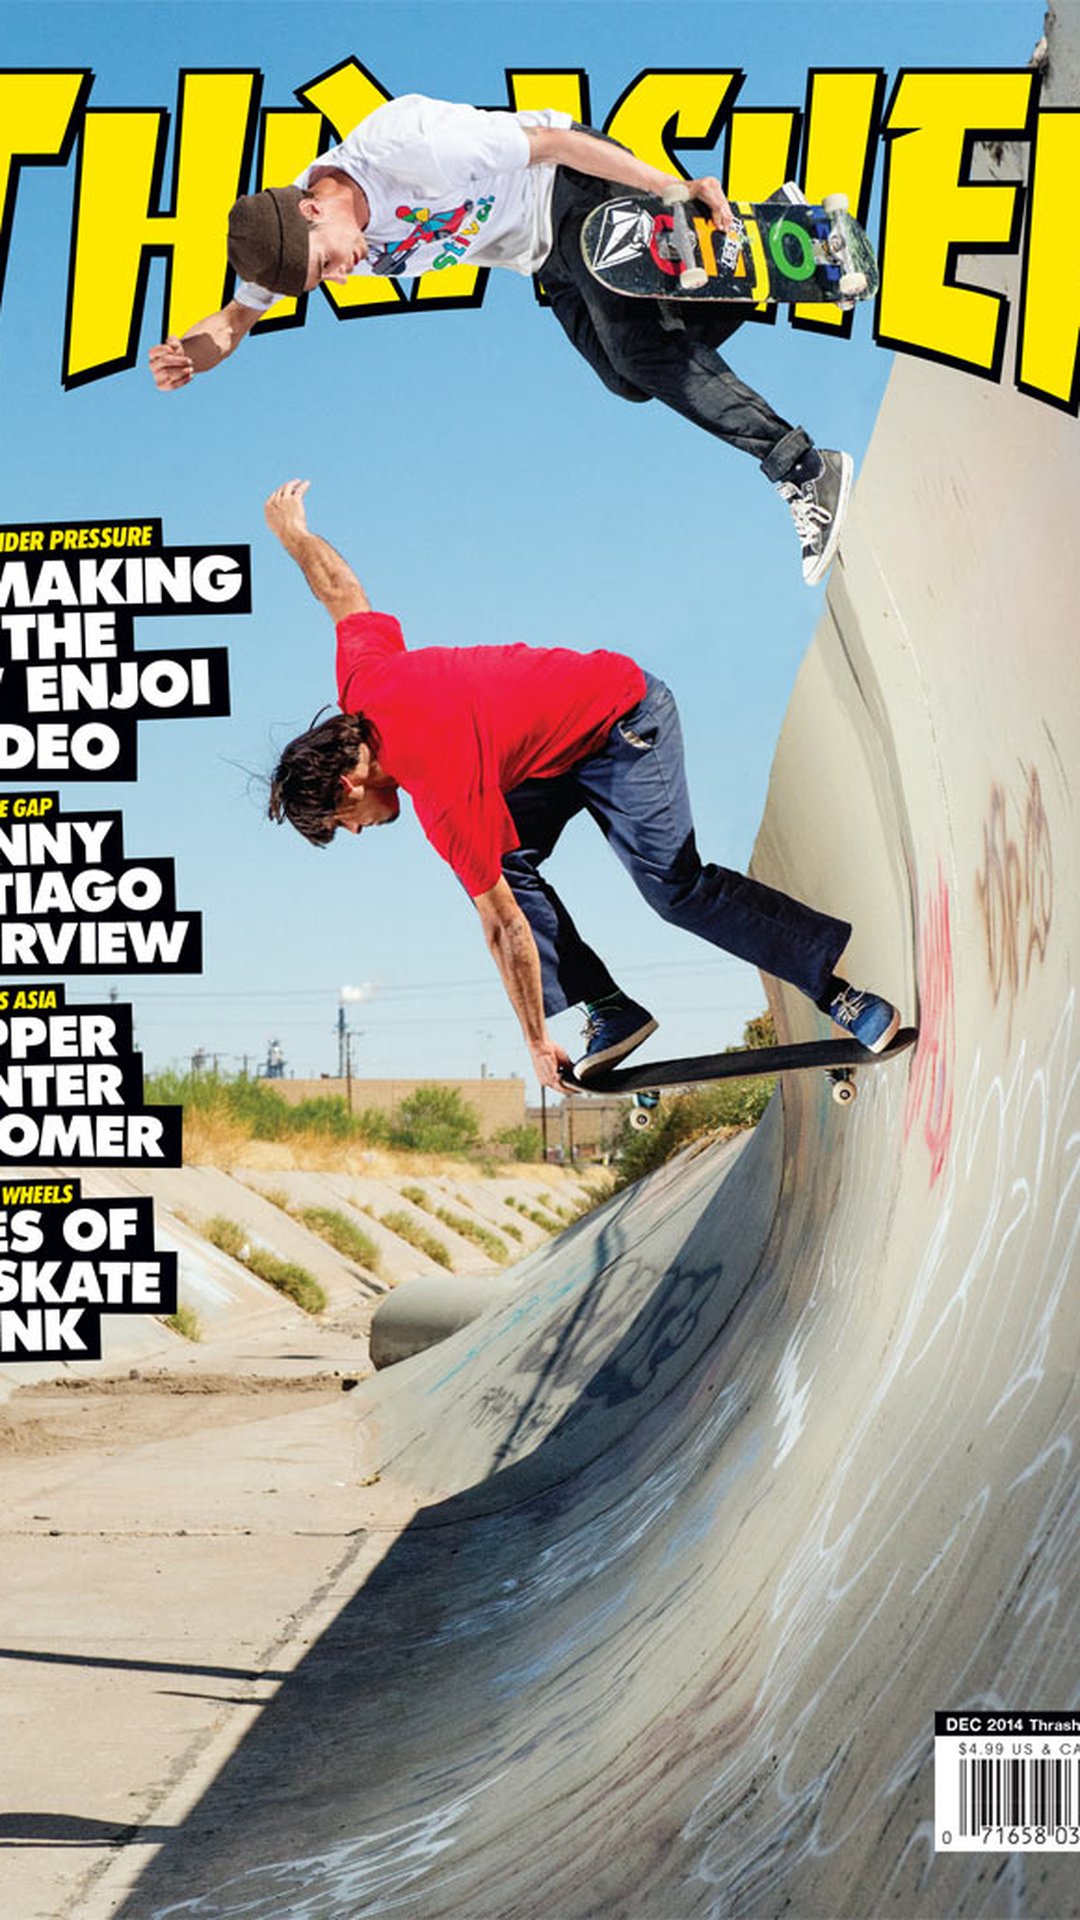 THRASHER
enjoi
NDER PRESSURE
MAKING
THE
ENJOI
DEO
E GAP
NNY
TIAGO
RVIEW
S ASIA
PPER
NTER
OMER
WHEELS
ES OF
SKATE
NK
DEC 2014 Thrash
$4.99 US & CA
0 71658 03